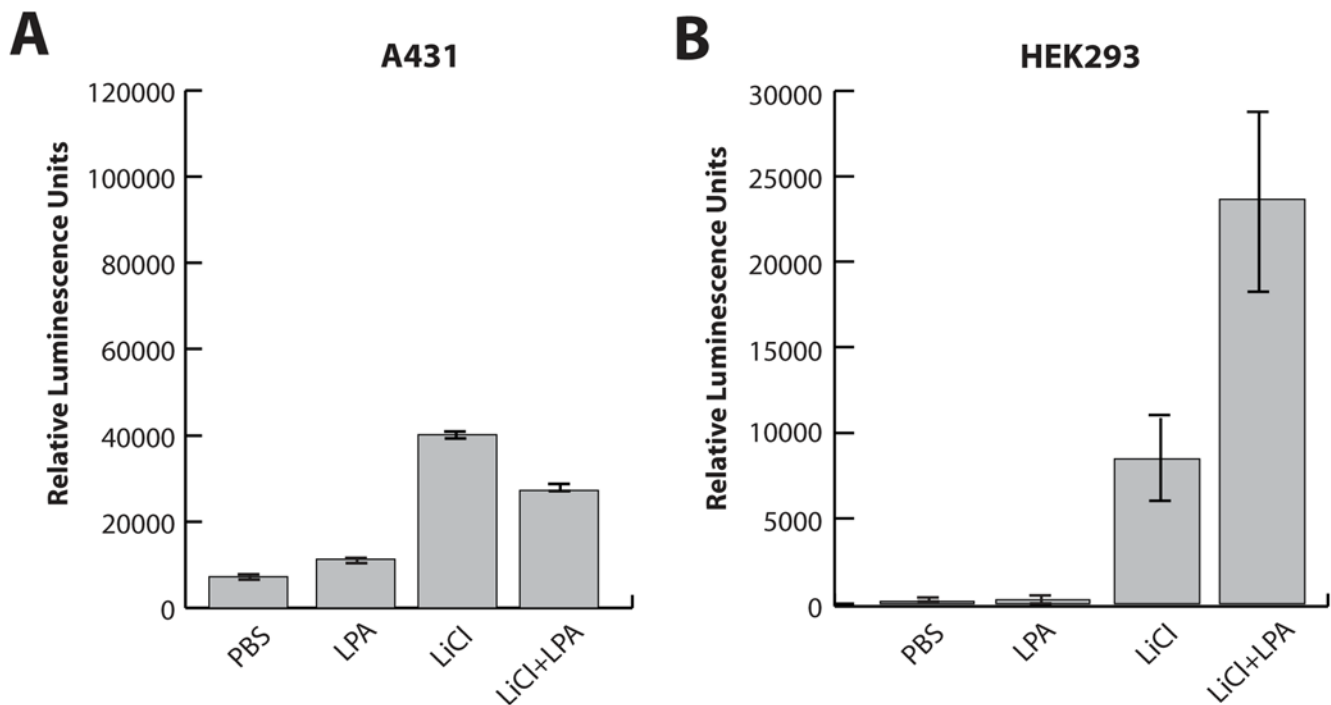 A
A431
Relative Luminescence Units
120000
100000
80000
60000
40000
20000
0
PBS
LPA
LiCl
LiCl+LPA
B
HEK293
Relative Luminescence Units
30000
25000
20000
15000
10000
5000
0
PBS
LPA
LiCl
LiCl+LPA